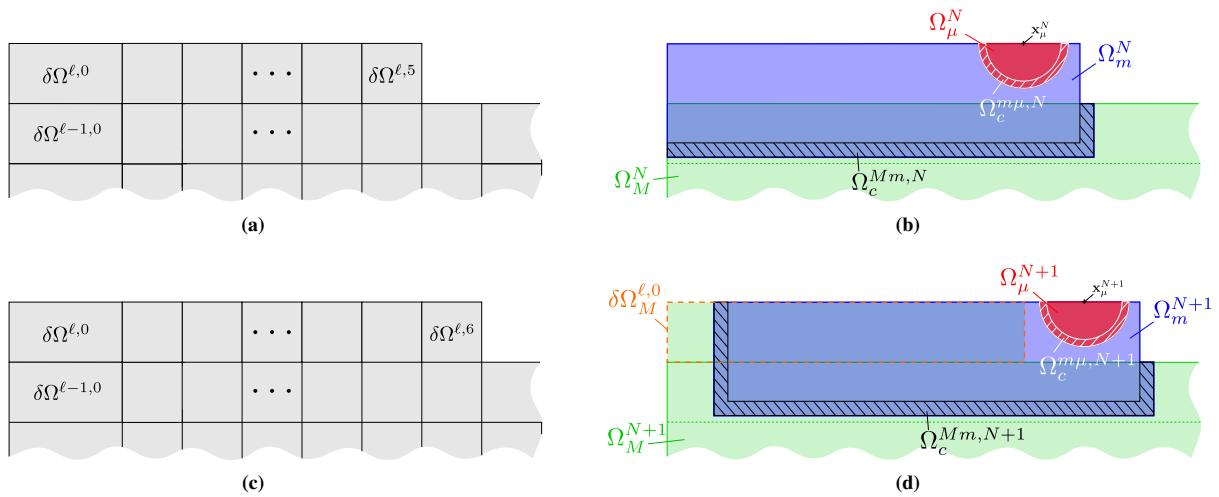 δΩ^{ℓ,0} ··· δΩ^{ℓ,5}
δΩ^{ℓ−1,0} ···
(a)
Ω_μ^N x_μ^N Ω_m^N
Ω_c^{mμ,N}
Ω_M^N Ω_c^{Mm,N}
(b)
δΩ^{ℓ,0} ··· δΩ^{ℓ,6}
δΩ^{ℓ−1,0} ···
(c)
δΩ_M^{ℓ,0} Ω_μ^{N+1} x_μ^{N+1} Ω_m^{N+1}
Ω_c^{mμ,N+1}
Ω_M^{N+1} Ω_c^{Mm,N+1}
(d)